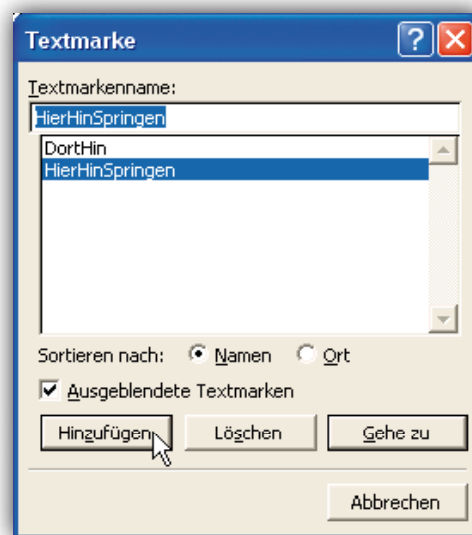 Textmarke
Textmarkenname:
HierHinSpringen
DortHin
HierHinSpringen
Sortieren nach: Namen Ort
Ausgeblendete Textmarken
Hinzufügen Löschen Gehe zu
Abbrechen